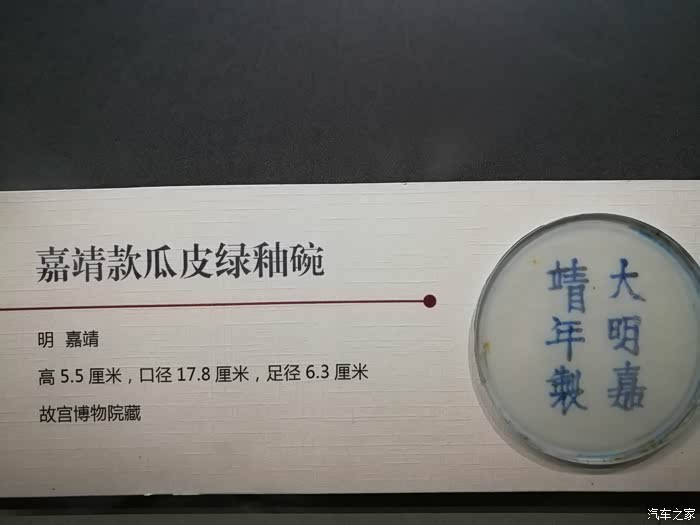 嘉靖款瓜皮绿釉碗
明 嘉靖
高 5.5 厘米，口径 17.8 厘米，足径 6.3 厘米
故宫博物院藏
大明嘉
靖年製
汽车之家